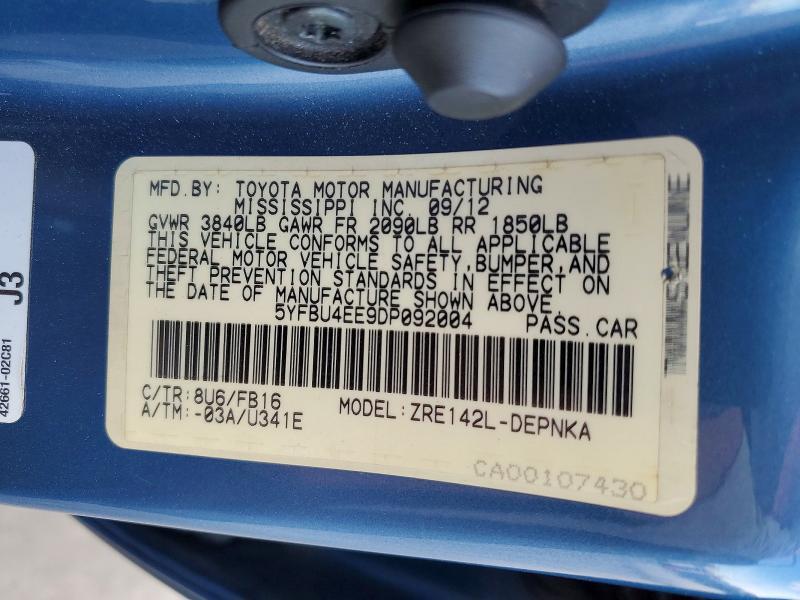 MFD.BY: TOYOTA MOTOR MANUFACTURING
MISSISSIPPI INC. 09/12
GVWR 3840LB GAWR FR 2090LB RR 1850LB
THIS VEHICLE CONFORMS TO ALL APPLICABLE
FEDERAL MOTOR VEHICLE SAFETY,BUMPER,AND
THEFT PREVENTION STANDARDS IN EFFECT ON
THE DATE OF MANUFACTURE SHOWN ABOVE.
5YFBU4EE9DP092004 PASS.CAR
C/TR:8U6/FB16
A/TM:-03A/U341E
MODEL:ZRE142L-DEPNKA
CA00107430
J3
42661-02C81